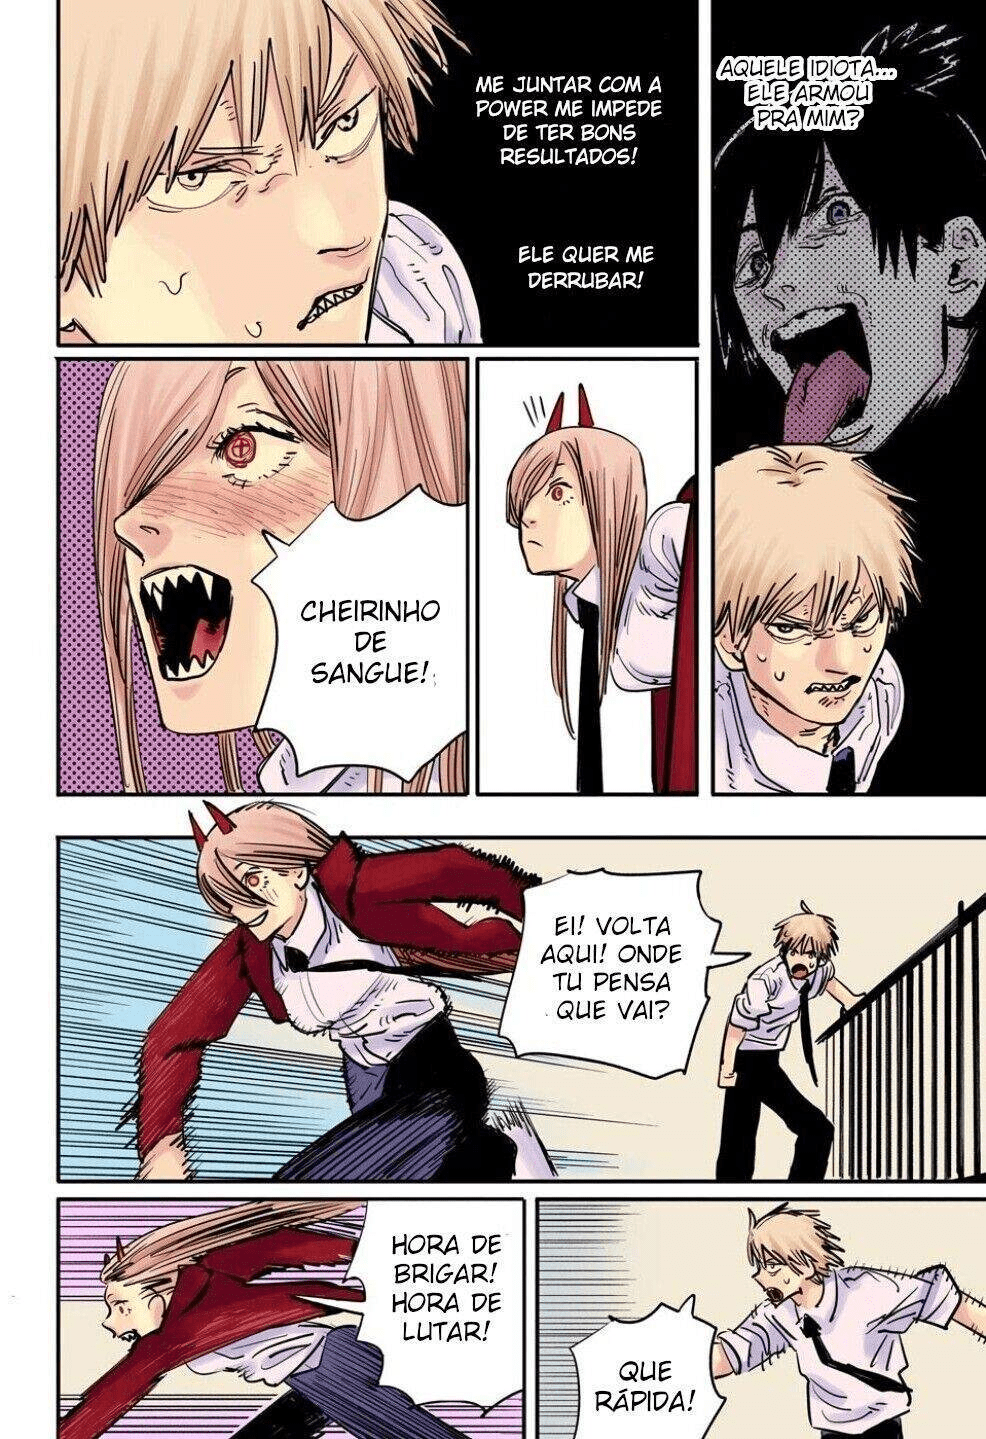 AQUELE IDIOTA...
ELE ARMOU
PRA MIM?
ME JUNTAR COM A
POWER ME IMPEDE
DE TER BONS
RESULTADOS!
ELE QUER ME
DERRUBAR!
CHEIRINHO
DE
SANGUE!
EI! VOLTA
AQUI! ONDE
TU PENSA
QUE VAI?
QUE
RÁPIDA!
HORA DE
BRIGAR!
HORA DE
LUTAR!